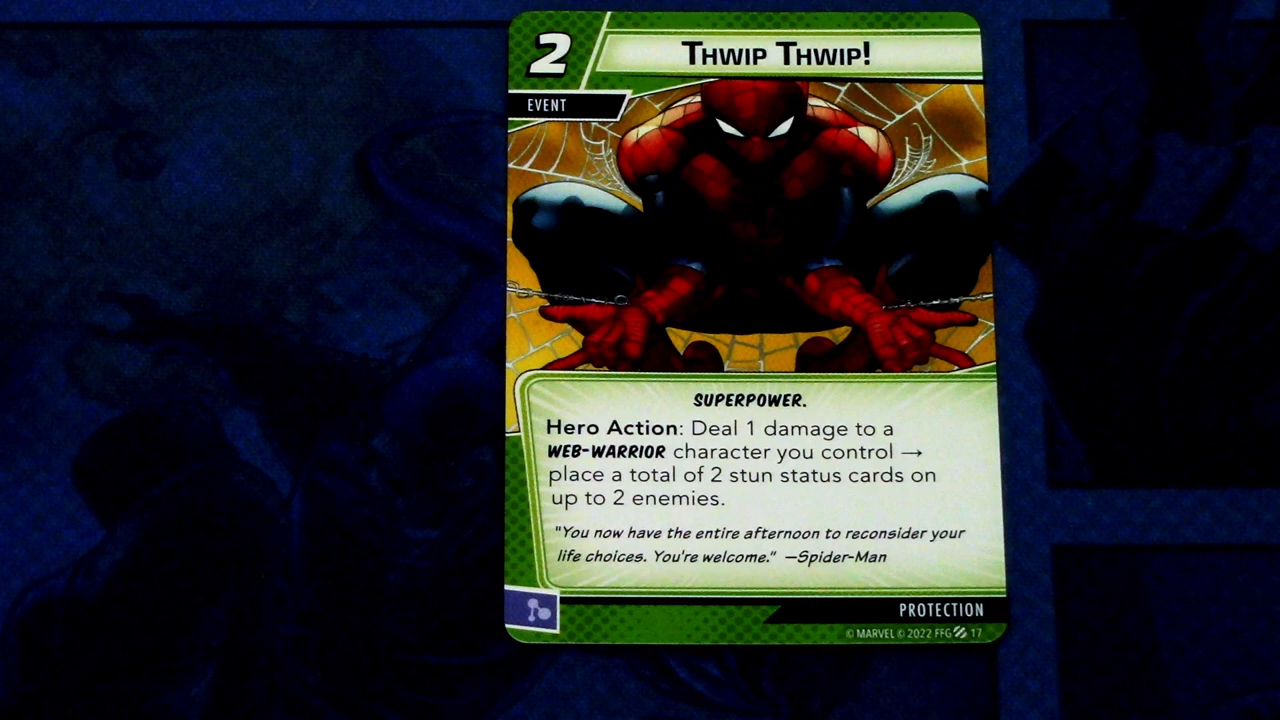 2
THWIP THWIP!
EVENT
SUPERPOWER.
Hero Action: Deal 1 damage to a
WEB-WARRIOR character you control →
place a total of 2 stun status cards on
up to 2 enemies.
"You now have the entire afternoon to reconsider your
life choices. You're welcome." —Spider-Man
PROTECTION
© MARVEL © 2022 FFG 17